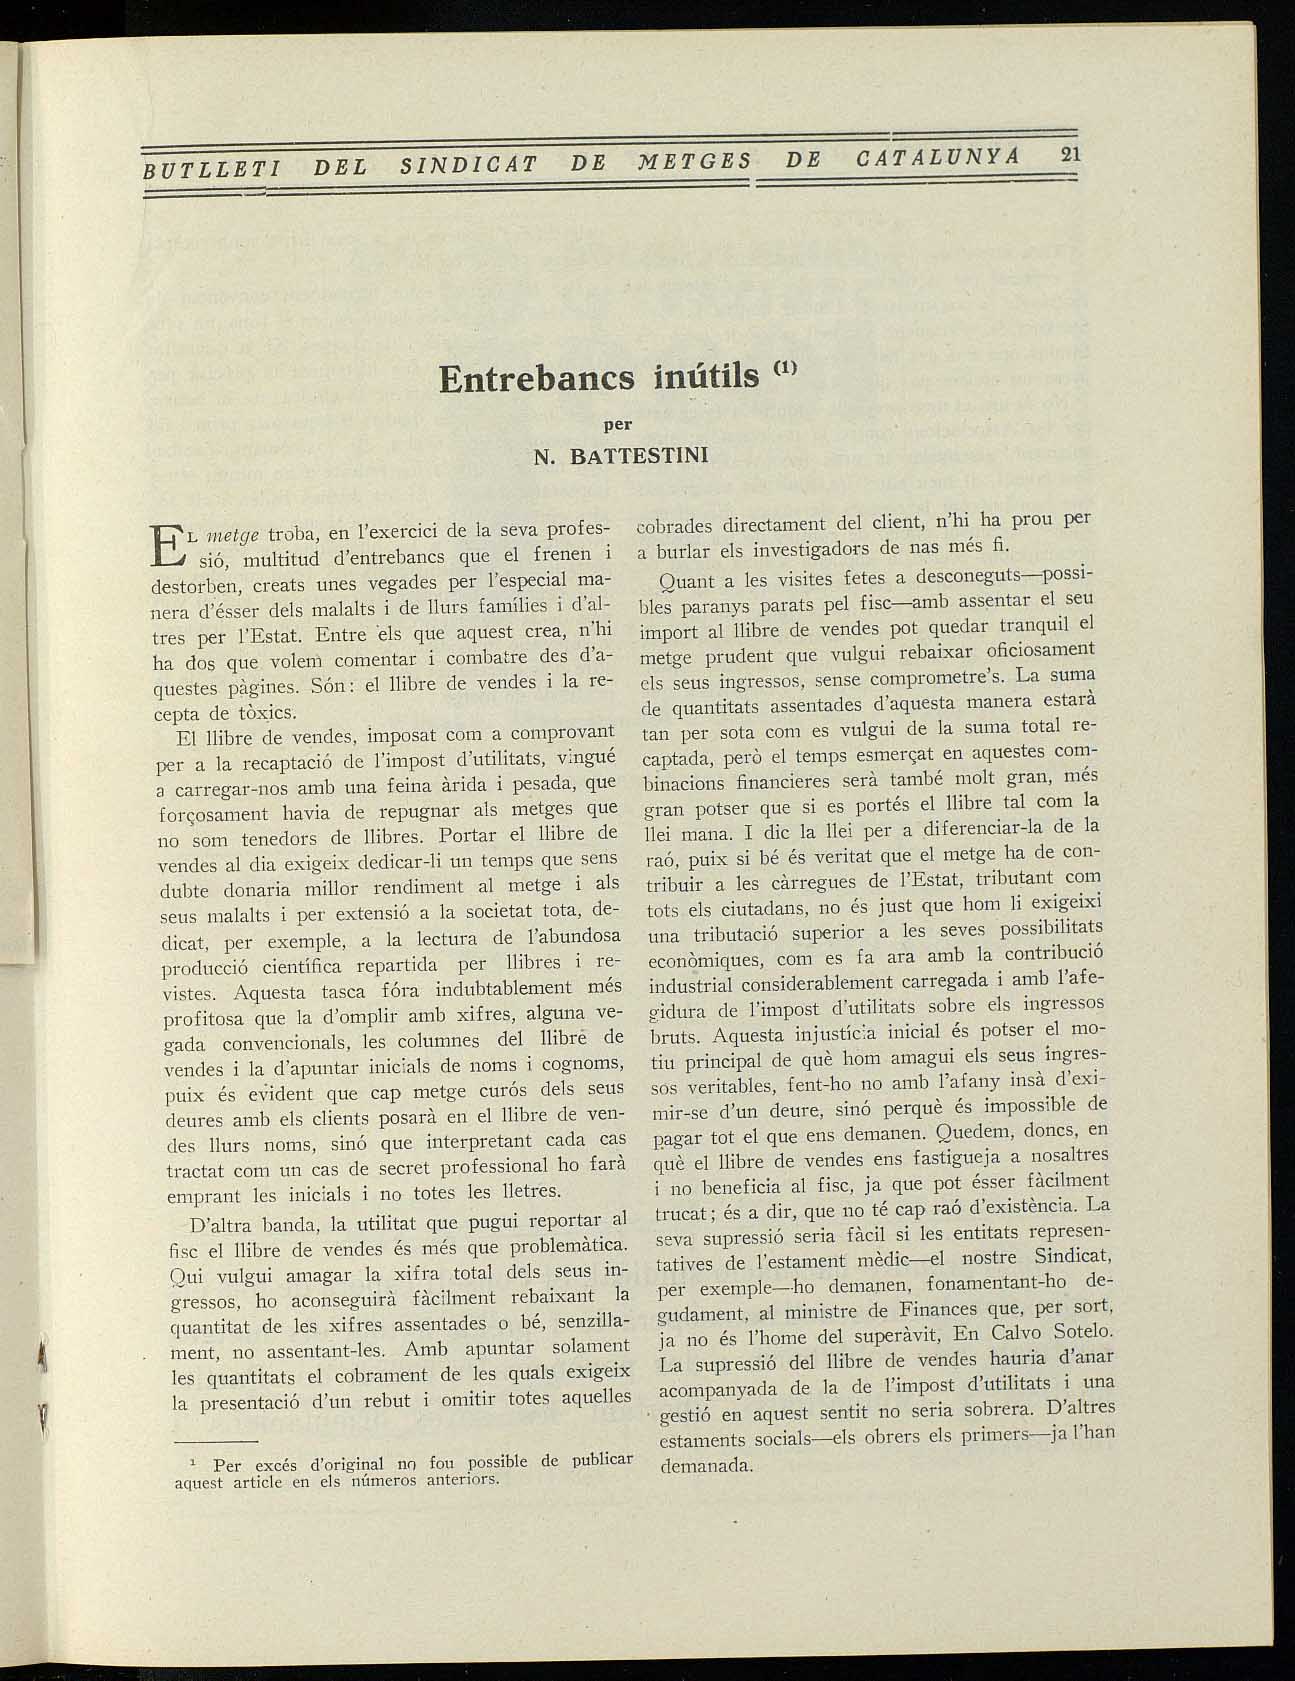 BUTLLETI DEL SINDICAT DE METGES DE CATALUNYA 21
Entrebancs inútils (1)
per
N. BATTESTINI
EL metge troba, en l'exercici de la seva profes-
sió, multitud d'entrebancs que el frenen i
destorben, creats unes vegades per l'especial ma-
nera d'ésser dels malalts i de llurs famílies i d'al-
tres per l'Estat. Entre els que aquest crea, n'hi
ha dos que volem comentar i combatre des d'a-
questes pàgines. Són: el llibre de vendes i la re-
cepta de tòxics.
El llibre de vendes, imposat com a comprovant
per a la recaptació de l'impost d'utilitats, vingué
a carregar-nos amb una feina àrida i pesada, que
forçosament havia de repugnar als metges que
no som tenedors de llibres. Portar el llibre de
vendes al dia exigeix dedicar-li un temps que sens
dubte donaria millor rendiment al metge i als
seus malalts i per extensió a la societat tota, de-
dicat, per exemple, a la lectura de l'abundosa
producció científica repartida per llibres i re-
vistes. Aquesta tasca fóra indubtablement més
profitosa que la d'omplir amb xifres, alguna ve-
gada convencionals, les columnes del llibre de
vendes i la d'apuntar inicials de noms i cognoms,
puix és evident que cap metge curós dels seus
deures amb els clients posarà en el llibre de ven-
des llurs noms, sinó que interpretant cada cas
tractat com un cas de secret professional ho farà
emprant les inicials i no totes les lletres.
D'altra banda, la utilitat que pugui reportar al
fisc el llibre de vendes és més que problemàtica.
Qui vulgui amagar la xifra total dels seus in-
gressos, ho aconseguirà fàcilment rebaixant la
quantitat de les xifres assentades o bé, senzilla-
ment, no assentant-les. Amb apuntar solament
les quantitats el cobrament de les quals exigeix
la presentació d'un rebut i omitir totes aquelles
1 Per excés d'original no fou possible de publicar
aquest article en els números anteriors.
cobrades directament del client, n'hi ha prou per
a burlar els investigadors de nas més fi.
Quant a les visites fetes a desconeguts—possi-
bles paranys parats pel fisc—amb assentar el seu
import al llibre de vendes pot quedar tranquil el
metge prudent que vulgui rebaixar oficiosament
els seus ingressos, sense comprometre's. La suma
de quantitats assentades d'aquesta manera estarà
tan per sota com es vulgui de la suma total re-
captada, però el temps esmerçat en aquestes com-
binacions financieres serà també molt gran, més
gran potser que si es portés el llibre tal com la
llei mana. I dic la llei per a diferenciar-la de la
raó, puix si bé és veritat que el metge ha de con-
tribuir a les càrregues de l'Estat, tributant com
tots els ciutadans, no és just que hom li exigeixi
una tributació superior a les seves possibilitats
econòmiques, com es fa ara amb la contribució
industrial considerablement carregada i amb l'afe-
gidura de l'impost d'utilitats sobre els ingressos
bruts. Aquesta injustícia inicial és potser el mo-
tiu principal de què hom amagui els seus ingres-
sos veritables, fent-ho no amb l'afany insà d'exi-
mir-se d'un deure, sinó perquè és impossible de
pagar tot el que ens demanen. Quedem, doncs, en
què el llibre de vendes ens fastigueja a nosaltres
i no beneficia al fisc, ja que pot ésser fàcilment
trucat; és a dir, que no té cap raó d'existència. La
seva supressió seria fàcil si les entitats represen-
tatives de l'estament mèdic—el nostre Sindicat,
per exemple—ho demanen, fonamentant-ho de-
gudament, al ministre de Finances que, per sort,
ja no és l'home del superàvit, En Calvo Sotelo.
La supressió del llibre de vendes hauria d'anar
acompanyada de la de l'impost d'utilitats i una
gestió en aquest sentit no seria sobrera. D'altres
estaments socials—els obrers els primers—ja l'han
demanada.